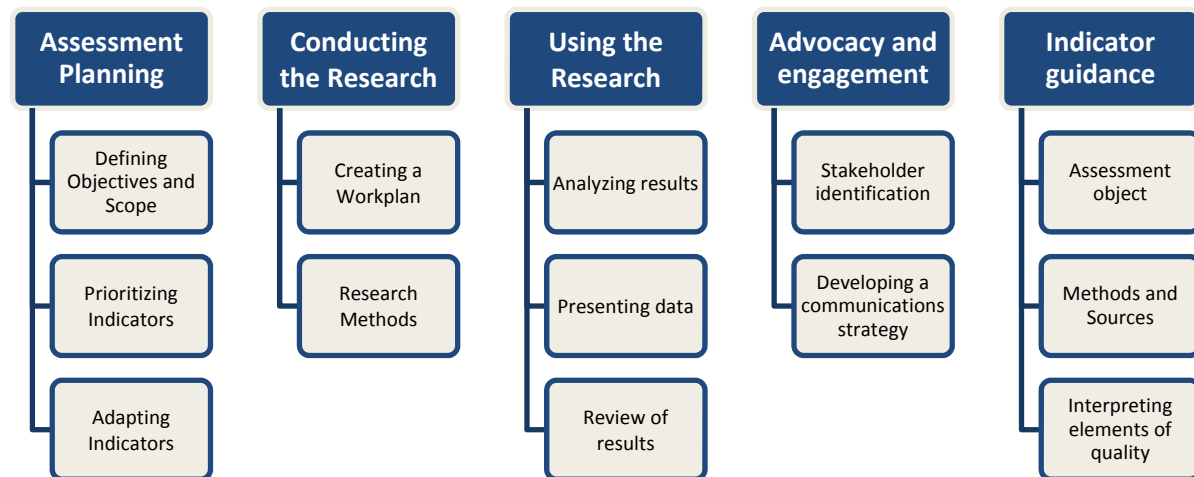 Assessment
Planning
Defining
Objectives and
Scope
Prioritizing
Indicators
Adapting
Indicators
Conducting
the Research
Creating a
Workplan
Research
Methods
Using the
Research
Analyzing results
Presenting data
Review of
results
Advocacy and
engagement
Stakeholder
identification
Developing a
communications
strategy
Indicator
guidance
Assessment
object
Methods and
Sources
Interpreting
elements of
quality